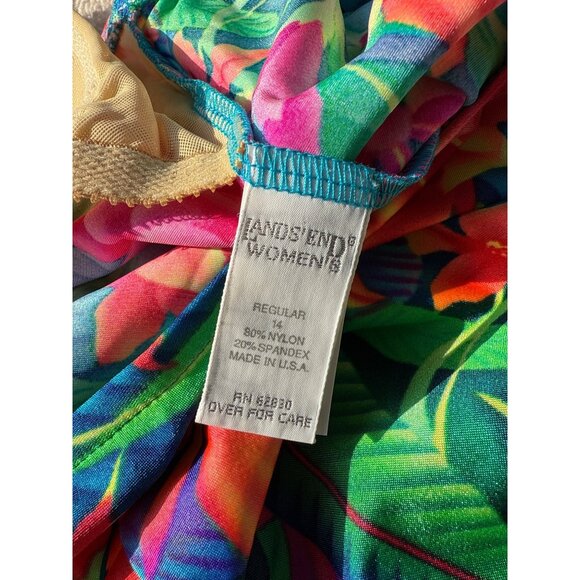 LANDS' END®
WOMEN'S
REGULAR
14
80% NYLON
20% SPANDEX
MADE IN U.S.A.
RN 62830
OVER FOR CARE